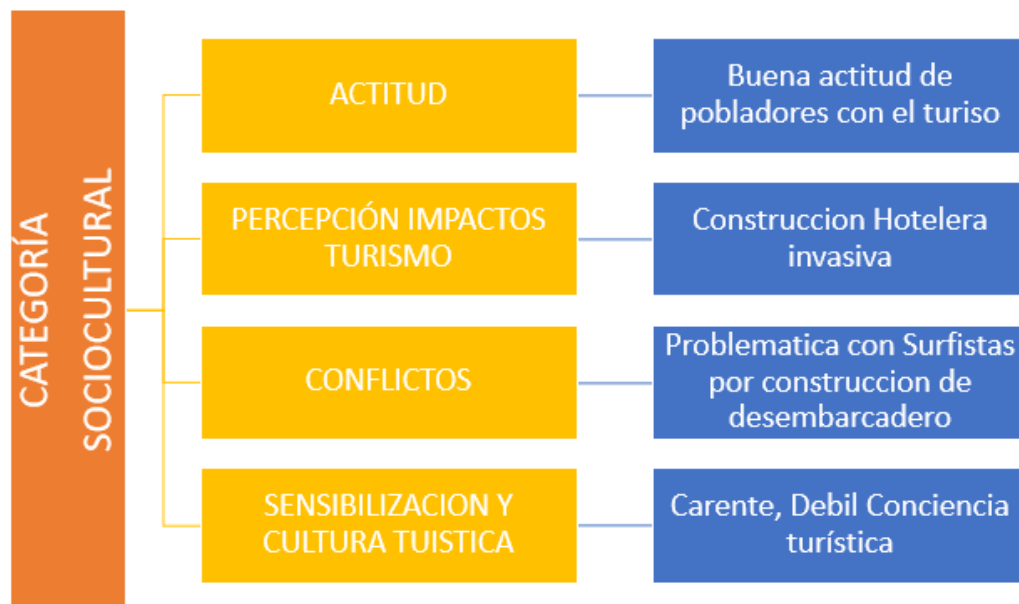 CATEGORÍA
SOCIOCULTURAL
ACTITUD
Buena actitud de
pobladores con el turiso
PERCEPCIÓN IMPACTOS
TURISMO
Construccion Hotelera
invasiva
CONFLICTOS
Problematica con Surfistas
por construccion de
desembarcadero
SENSIBILIZACION Y
CULTURA TUISTICA
Carente, Debil Conciencia
turística